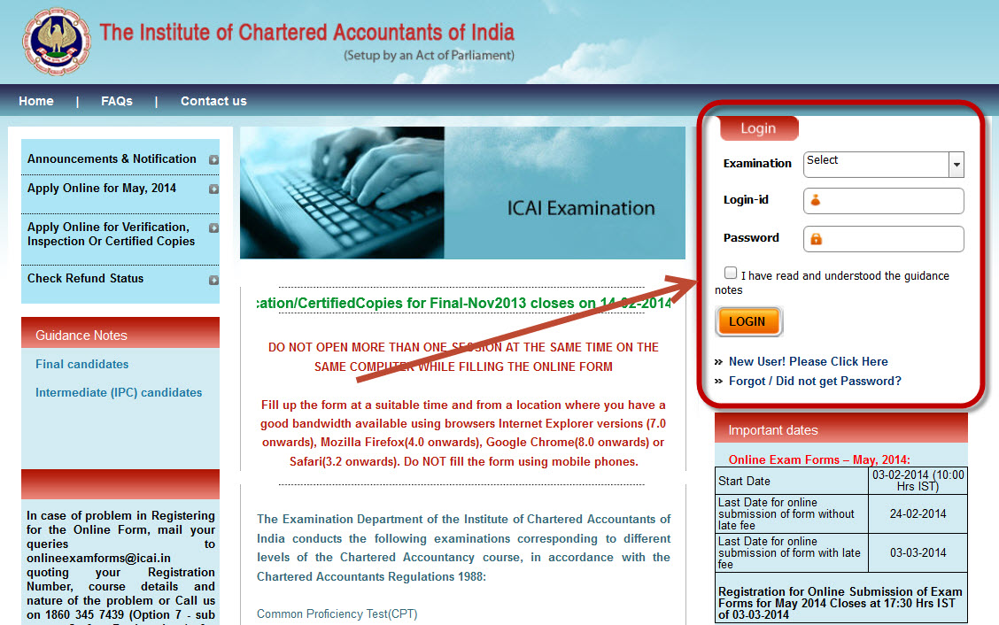 The Institute of Chartered Accountants of India
(Setup by an Act of Parliament)
Home | FAQs | Contact us
Announcements & Notification
Apply Online for May, 2014
Apply Online for Verification,
Inspection Or Certified Copies
Check Refund Status
Guidance Notes
Final candidates
Intermediate (IPC) candidates
In case of problem in Registering
for the Online Form, mail your
queries to
onlineexamforms@icai.in
quoting your Registration
Number, course details and
nature of the problem or Call us
on 1860 345 7439 (Option 7 - sub
ICAI Examination
cation/CertifiedCopies for Final-Nov2013 closes on 14-02-2014
DO NOT OPEN MORE THAN ONE SESSION AT THE SAME TIME ON THE
SAME COMPUTER WHILE FILLING THE ONLINE FORM
Fill up the form at a suitable time and from a location where you have a
good bandwidth available using browsers Internet Explorer versions (7.0
onwards), Mozilla Firefox(4.0 onwards), Google Chrome(8.0 onwards) or
Safari(3.2 onwards). Do NOT fill the form using mobile phones.
The Examination Department of the Institute of Chartered Accountants of
India conducts the following examinations corresponding to different
levels of the Chartered Accountancy course, in accordance with the
Chartered Accountants Regulations 1988:
Common Proficiency Test(CPT)
Login
Examination Select
Login-id
Password
I have read and understood the guidance
notes
LOGIN
» New User! Please Click Here
» Forgot / Did not get Password?
Important dates
Online Exam Forms – May, 2014:
Start Date 03-02-2014 (10:00
Hrs IST)
Last Date for online
submission of form without
late fee 24-02-2014
Last Date for online
submission of form with late
fee 03-03-2014
Registration for Online Submission of Exam
Forms for May 2014 Closes at 17:30 Hrs IST
of 03-03-2014